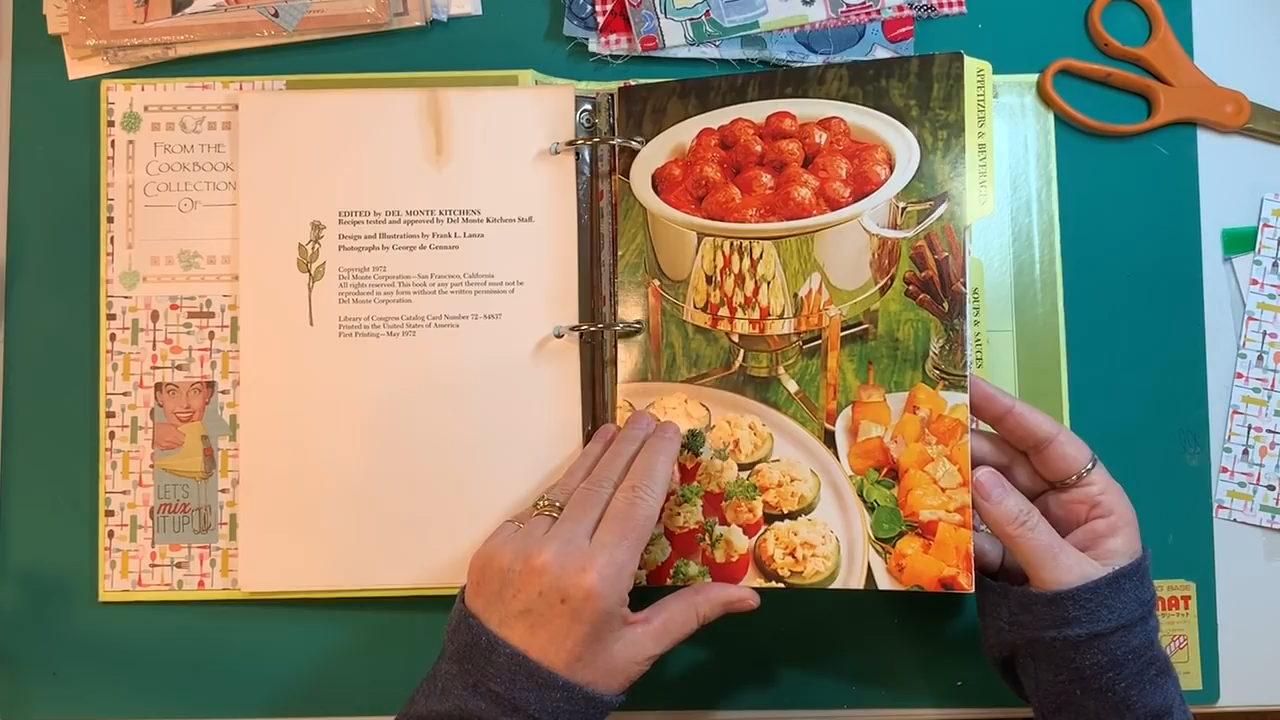 FROM THE
COOKBOOK
COLLECTION
OF
EDITED by DEL MONTE KITCHENS
Recipes tested and approved by Del Monte Kitchens Staff.
Design and Illustrations by Frank L. Lanza
Photographs by George de Gennaro
Copyright 1972
Del Monte Corporation—San Francisco, California
All rights reserved. This book or any part thereof must not be
reproduced in any form without the written permission of
Del Monte Corporation.
Library of Congress Catalog Card Number 72–84837
Printed in the United States of America
First Printing—May 1972
LET'S
mix
IT UP
APPETIZERS & BEVERAGES
SOUPS & SAUCES